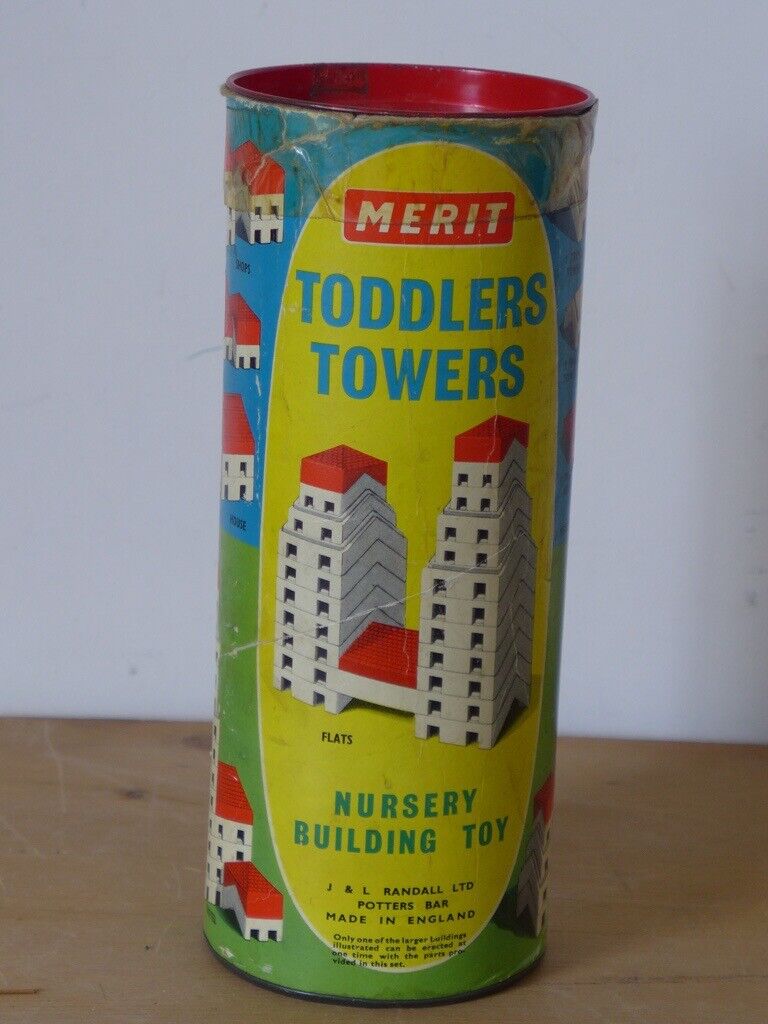 MERIT
TODDLERS
TOWERS
SHOPS
HOUSE
FLATS
NURSERY
BUILDING TOY
J & L RANDALL LTD
POTTERS BAR
MADE IN ENGLAND
Only one of the larger buildings
illustrated can be erected at
one time with the parts pro-
vided in this set.